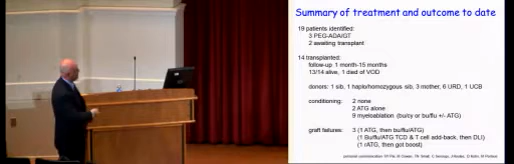 Summary of treatment and outcome to date
19 patients identified:
3 PEG-ADA/GT
2 awaiting transplant
14 transplanted:
follow-up 1 month-15 months
13/14 alive, 1 died of VOD
donors: 1 sib, 1 haplo/homozygous sib, 3 mother, 6 URD, 1 UCB
conditioning: 2 none
2 ATG alone
9 myeloablation (bu/cy or bu/flu +/- ATG)
graft failures: 3 (1 ATG, then bu/flu/ATG)
(1 Bu/flu/ATG TCD & T cell add-back, then DLI)
(1 rATG, then got boost)